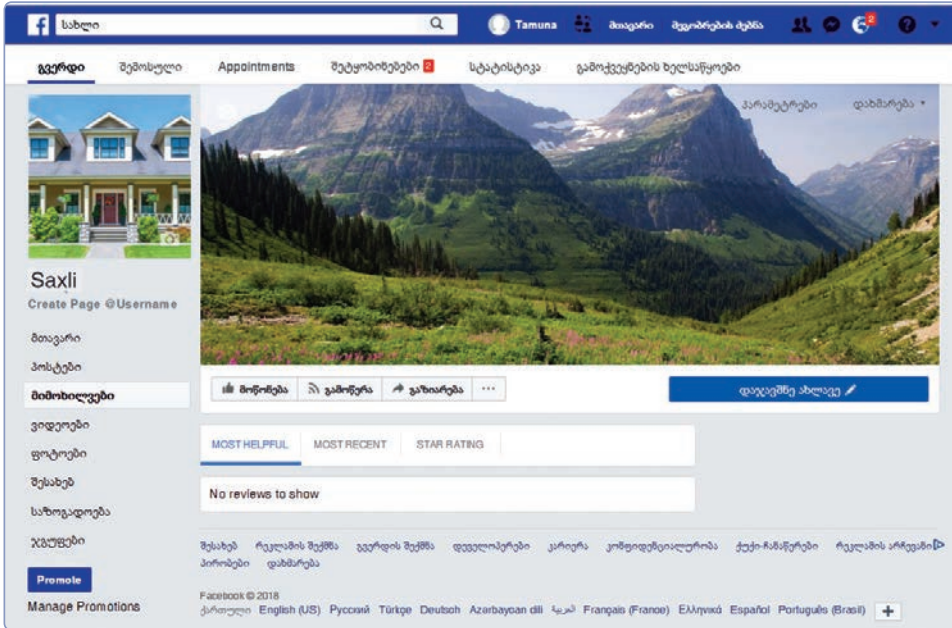 სახლი Tamuna მთავარი მეგობრების ძებნა 2
გვერდი შემოსული Appointments შეტყობინებები 2 სტატისტიკა გამოქვეყნების ხელსაწყოები
პარამეტრები დახმარება
Saxli
Create Page @Username
მთავარი
პოსტები
მიმოხილვები
ვიდეოები
ფოტოები
შესახებ
საზოგადოება
ჯგუფები
Promote
Manage Promotions
მოწონება გამოწერა გაზიარება ...
დაჯავშნე ახლავე
MOST HELPFUL MOST RECENT STAR RATING
No reviews to show
შესახებ რეკლამის შექმნა გვერდის შექმნა დეველოპერები კარიერა კონფიდენციალურობა ქუქი-ჩანაწერები რეკლამის არჩევანი
პირობები დახმარება
Facebook © 2018
ქართული English (US) Русский Türkçe Deutsch Azərbaycan dili العربية Français (France) Ελληνικά Español Português (Brasil) +